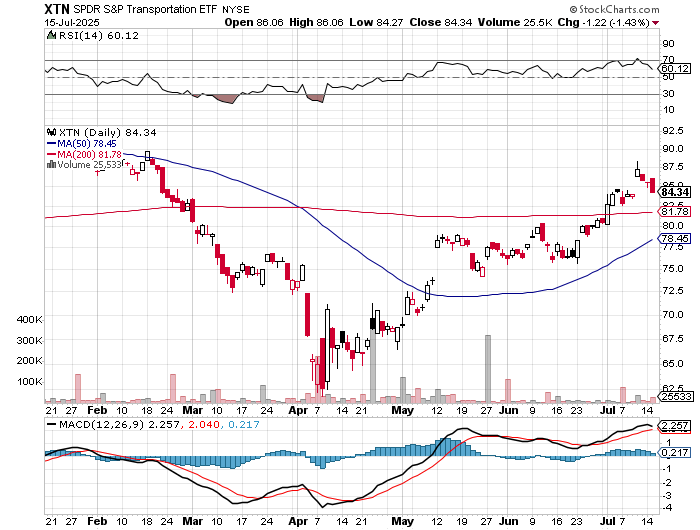 XTN SPDR S&P Transportation ETF NYSE © StockCharts.com
15-Jul-2025 Open 86.06 High 86.06 Low 84.27 Close 84.34 Volume 25.5K Chg -1.22 (-1.43%)
RSI(14) 60.12
90
70
60.12
50
30
10
XTN (Daily) 84.34
MA(50) 78.45
MA(200) 81.78
Volume 25,533
92.5
90.0
87.5
85.0
84.34
81.78
80.0
78.45
77.5
75.0
72.5
70.0
67.5
65.0
62.5
400K
300K
200K
100K
25533
21 27 Feb 10 18 24 Mar 10 17 24 Apr 7 14 21 May 12 19 27 Jun 9 16 23 Jul 7 14
MACD(12,26,9) 2.257, 2.040, 0.217
2.257
1
0.217
-1
-2
-3
-4
21 27 Feb 10 18 24 Mar 10 17 24 Apr 7 14 21 May 12 19 27 Jun 9 16 23 Jul 7 14